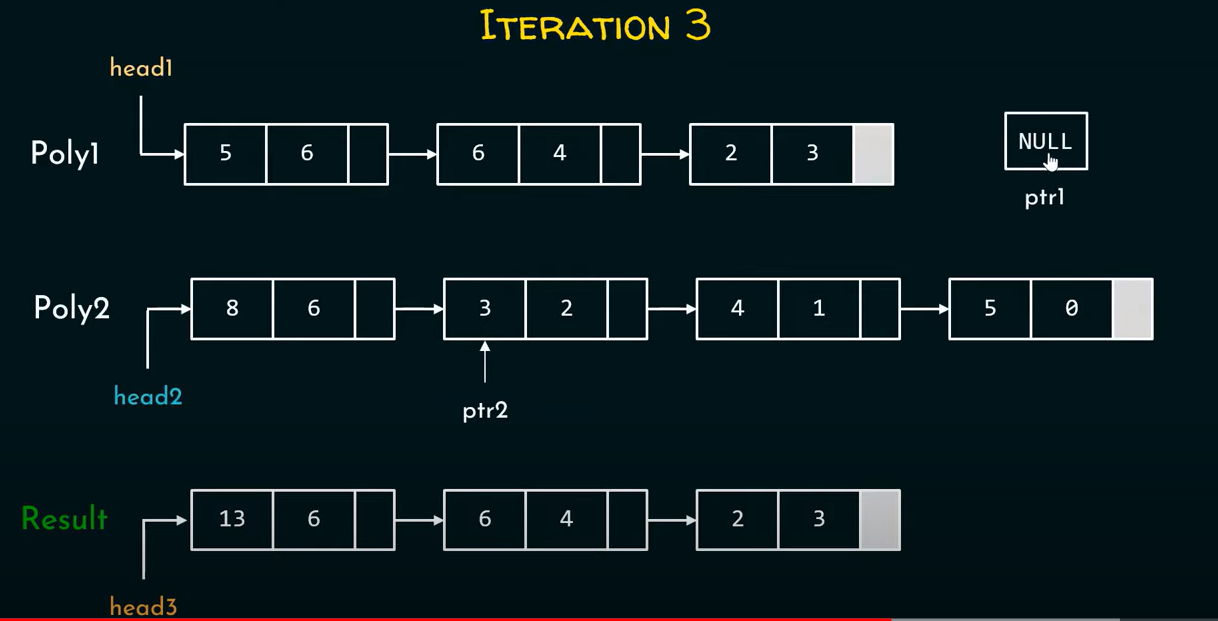 ITERATION 3
head1
Poly1 5 6 6 4 2 3 NULL
ptr1
Poly2 8 6 3 2 4 1 5 0
head2
ptr2
Result 13 6 6 4 2 3
head3